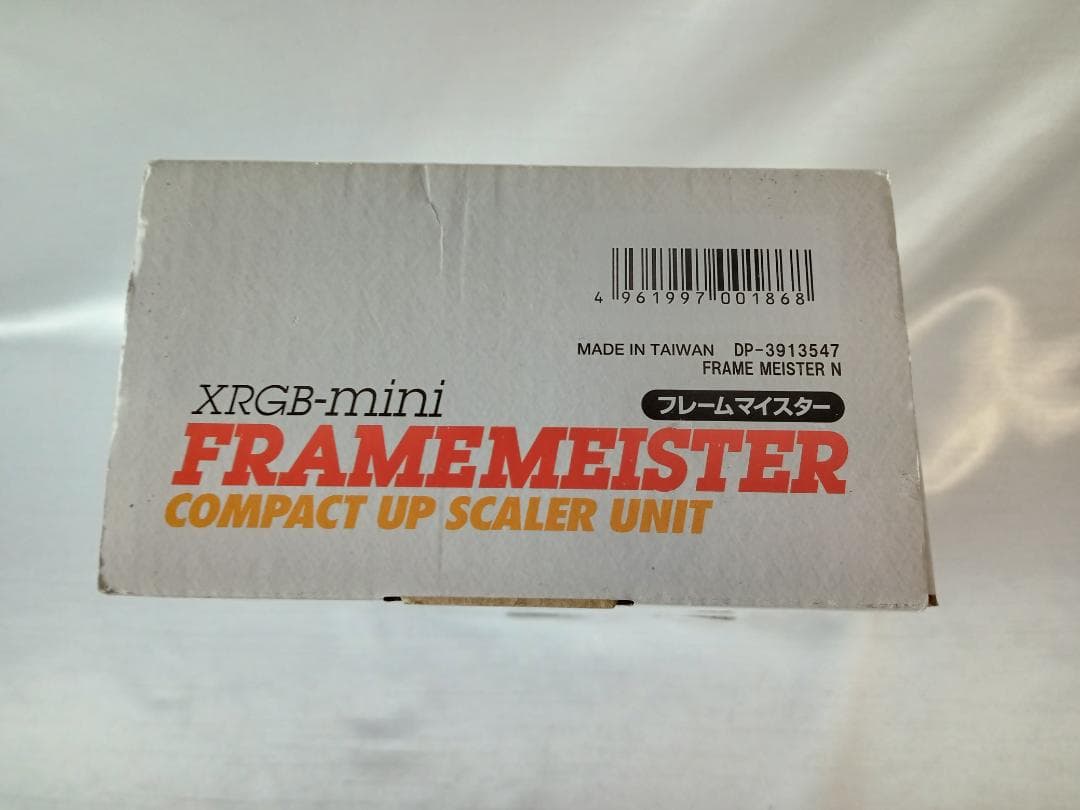 4 961997 001868
MADE IN TAIWAN DP-3913547
FRAME MEISTER N
XRGB-mini
フレームマイスター
FRAMEMEISTER
COMPACT UP SCALER UNIT